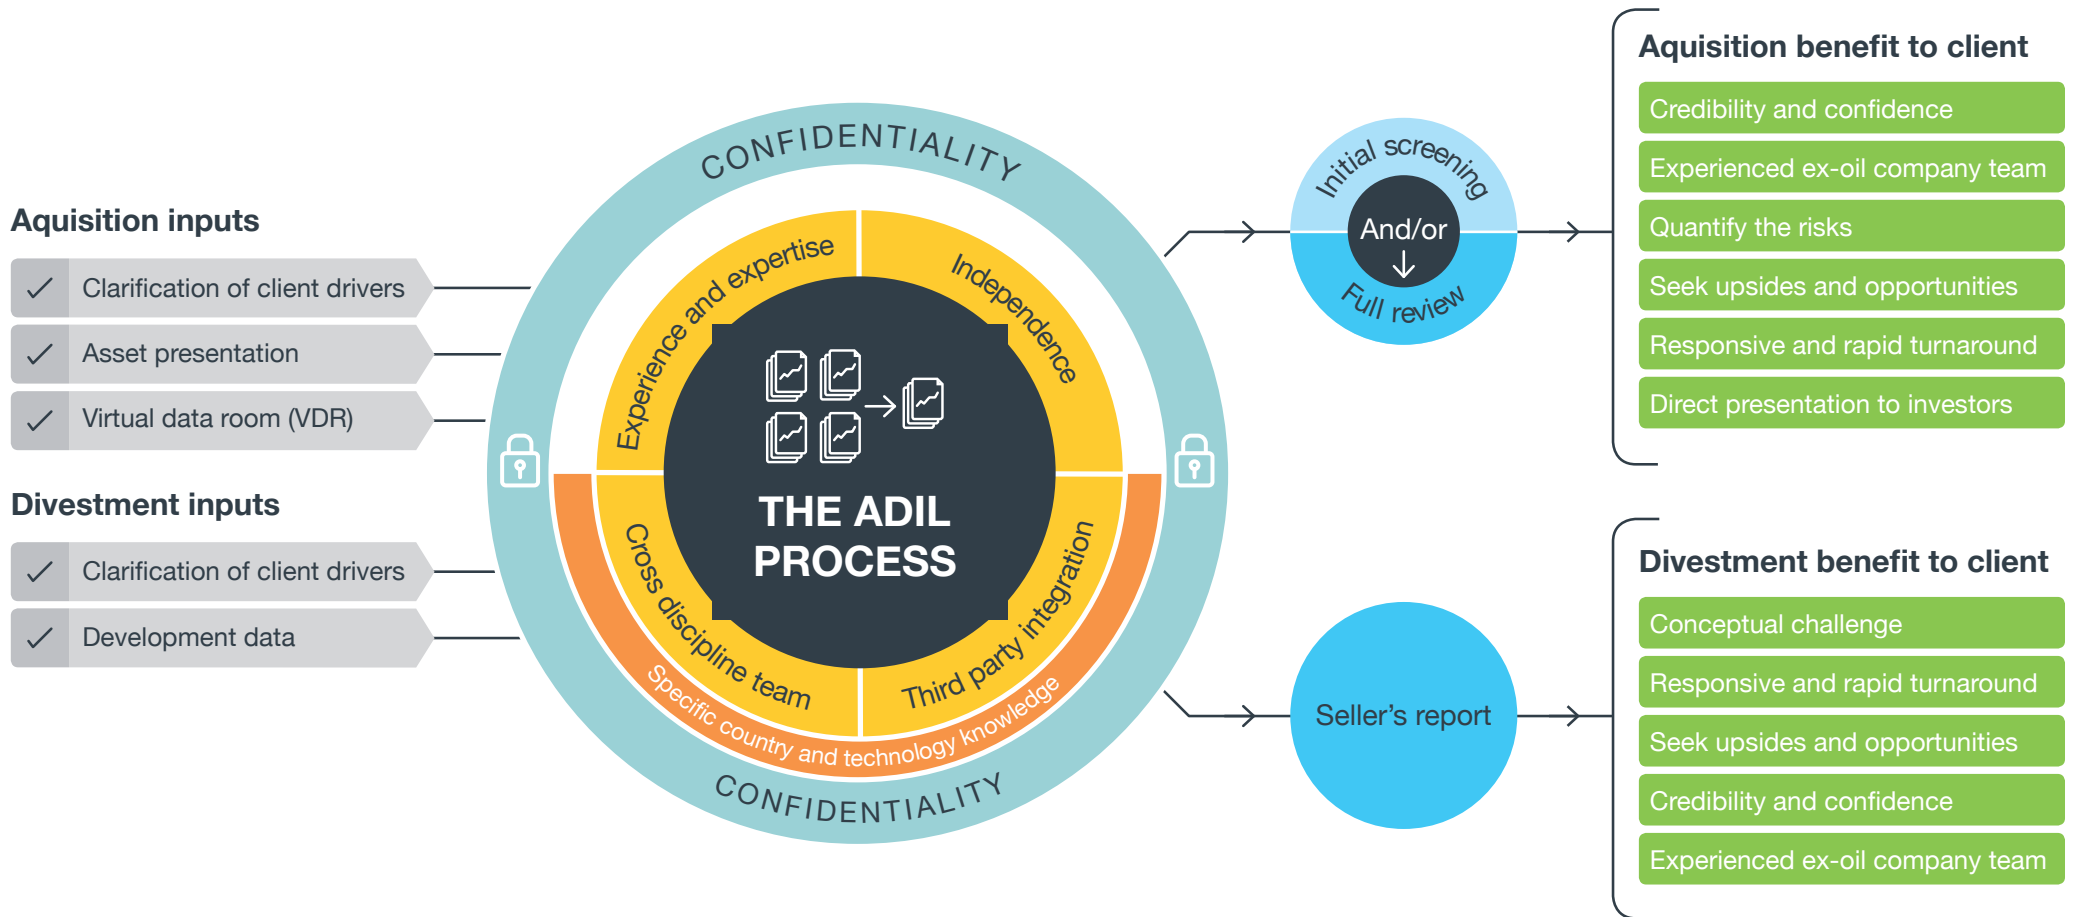 Aquisition inputs
Clarification of client drivers
Asset presentation
Virtual data room (VDR)
Divestment inputs
Clarification of client drivers
Development data
CONFIDENTIALITY
Experience and expertise
Independence
THE ADIL
PROCESS
Cross discipline team
Third party integration
Specific country and technology knowledge
CONFIDENTIALITY
Initial screening
And/or
Full review
Seller’s report
Aquisition benefit to client
Credibility and confidence
Experienced ex-oil company team
Quantify the risks
Seek upsides and opportunities
Responsive and rapid turnaround
Direct presentation to investors
Divestment benefit to client
Conceptual challenge
Responsive and rapid turnaround
Seek upsides and opportunities
Credibility and confidence
Experienced ex-oil company team